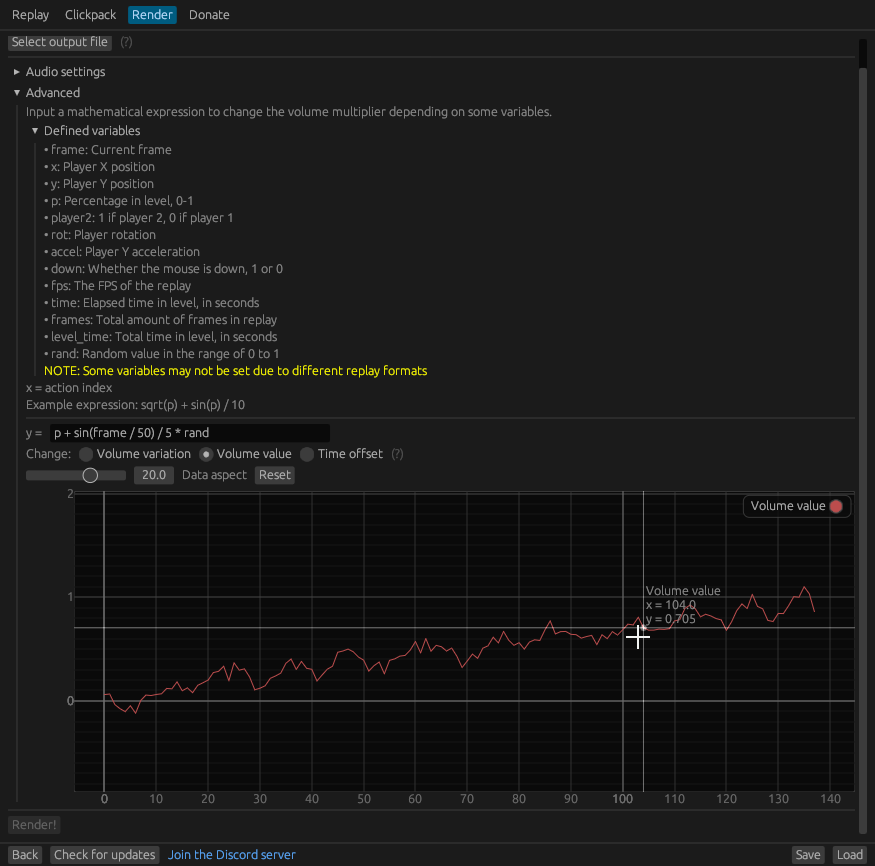 Replay Clickpack Render Donate
Select output file (?)
▸ Audio settings
▾ Advanced
Input a mathematical expression to change the volume multiplier depending on some variables.
▾ Defined variables
• frame: Current frame
• x: Player X position
• y: Player Y position
• p: Percentage in level, 0-1
• player2: 1 if player 2, 0 if player 1
• rot: Player rotation
• accel: Player Y acceleration
• down: Whether the mouse is down, 1 or 0
• fps: The FPS of the replay
• time: Elapsed time in level, in seconds
• frames: Total amount of frames in replay
• level_time: Total time in level, in seconds
• rand: Random value in the range of 0 to 1
NOTE: Some variables may not be set due to different replay formats
x = action index
Example expression: sqrt(p) + sin(p) / 10
y = p + sin(frame / 50) / 5 * rand
Change: Volume variation Volume value Time offset (?)
20.0 Data aspect Reset
2
Volume value
1
Volume value
x = 104.0
y = 0.705
0
0 10 20 30 40 50 60 70 80 90 100 110 120 130 140
Render!
Back Check for updates Join the Discord server Save Load